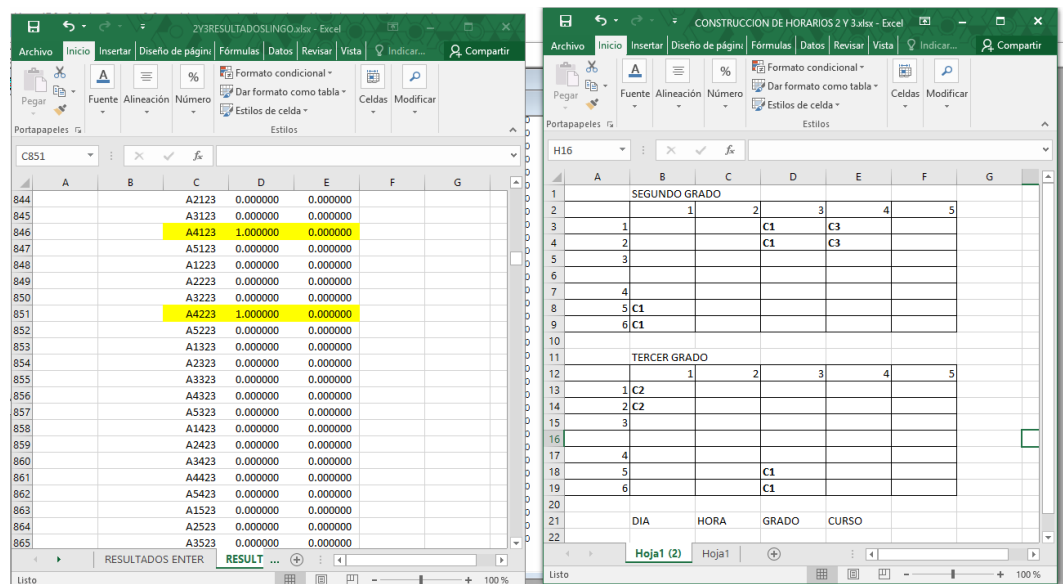 2Y3RESULTADOSLINGO.xlsx - Excel
Archivo Inicio Insertar Diseño de página Fórmulas Datos Revisar Vista Indicar... Compartir
Pegar Fuente Alineación Número Formato condicional Celdas Modificar
Dar formato como tabla
Estilos de celda
Portapapeles Estilos
C851 fx
A B C D E F G
844 A2123 0.000000 0.000000
845 A3123 0.000000 0.000000
846 A4123 1.000000 0.000000
847 A5123 0.000000 0.000000
848 A1223 0.000000 0.000000
849 A2223 0.000000 0.000000
850 A3223 0.000000 0.000000
851 A4223 1.000000 0.000000
852 A5223 0.000000 0.000000
853 A1323 0.000000 0.000000
854 A2323 0.000000 0.000000
855 A3323 0.000000 0.000000
856 A4323 0.000000 0.000000
857 A5323 0.000000 0.000000
858 A1423 0.000000 0.000000
859 A2423 0.000000 0.000000
860 A3423 0.000000 0.000000
861 A4423 0.000000 0.000000
862 A5423 0.000000 0.000000
863 A1523 0.000000 0.000000
864 A2523 0.000000 0.000000
865 A3523 0.000000 0.000000
RESULTADOS ENTER RESULT ...
Listo 100 %
CONSTRUCCION DE HORARIOS 2 Y 3.xlsx - Excel
Archivo Inicio Insertar Diseño de página Fórmulas Datos Revisar Vista Indicar... Compartir
Pegar Fuente Alineación Número Formato condicional Celdas Modificar
Dar formato como tabla
Estilos de celda
Portapapeles Estilos
H16 fx
A B C D E F G
1 SEGUNDO GRADO
2 1 2 3 4 5
3 1 C1 C3
4 2 C1 C3
5 3
6
7 4
8 5 C1
9 6 C1
10
11 TERCER GRADO
12 1 2 3 4 5
13 1 C2
14 2 C2
15 3
16
17 4
18 5 C1
19 6 C1
20
21 DIA HORA GRADO CURSO
22
Hoja1 (2) Hoja1
Listo 100 %